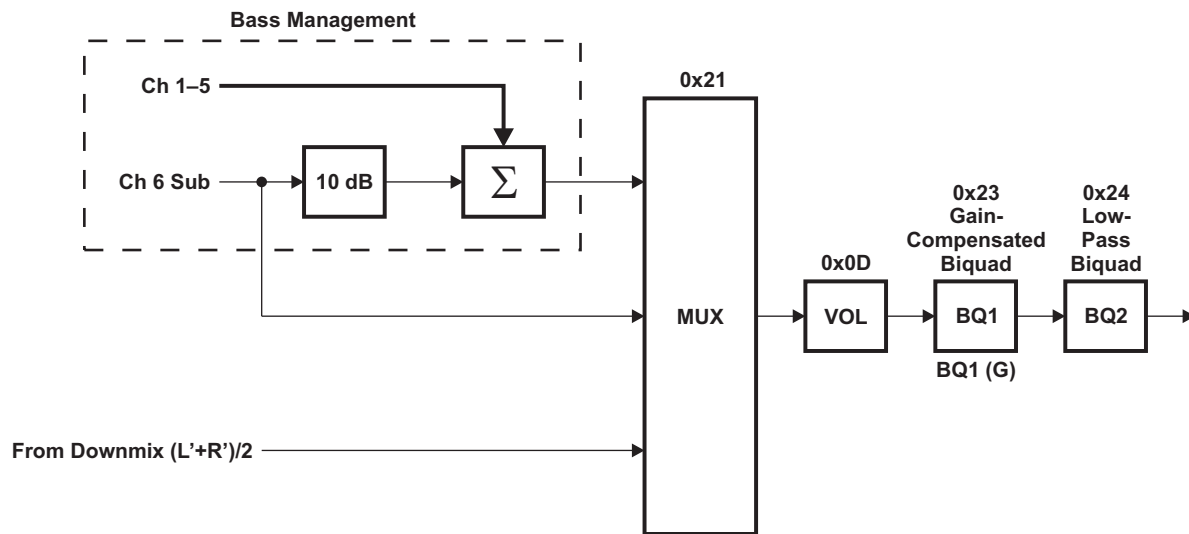 Bass Management
Ch 1–5
0x21
Ch 6 Sub
10 dB
Σ
0x23
Gain-
Compensated
Biquad
0x24
Low-
Pass
Biquad
0x0D
MUX
VOL
BQ1
BQ2
BQ1 (G)
From Downmix (L’+R’)/2